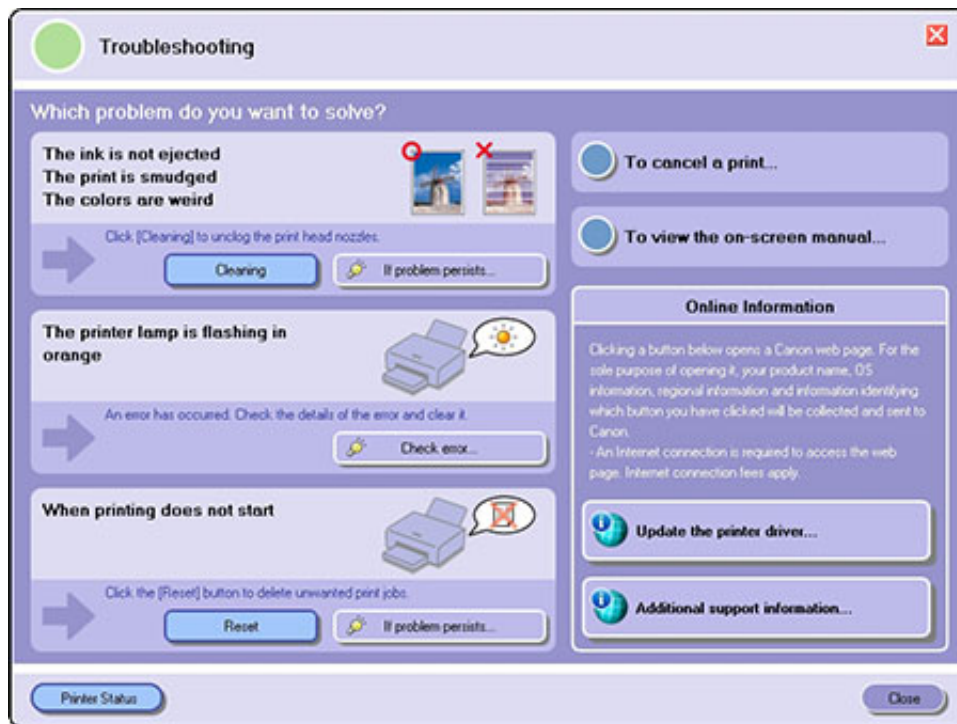 Troubleshooting
Which problem do you want to solve?
The ink is not ejected
The print is smudged
The colors are weird
Click [Cleaning] to unclog the print head nozzles.
Cleaning
If problem persists...
The printer lamp is flashing in
orange
An error has occurred. Check the details of the error and clear it.
Check error...
When printing does not start
Click the [Reset] button to delete unwanted print jobs.
Reset
If problem persists...
To cancel a print...
To view the on-screen manual...
Online Information
Clicking a button below opens a Canon web page. For the
sole purpose of opening it, your product name, OS
information, regional information and information identifying
which button you have clicked will be collected and sent to
Canon.
- An Internet connection is required to access the web
page. Internet connection fees apply.
Update the printer driver...
Additional support information...
Printer Status
Close